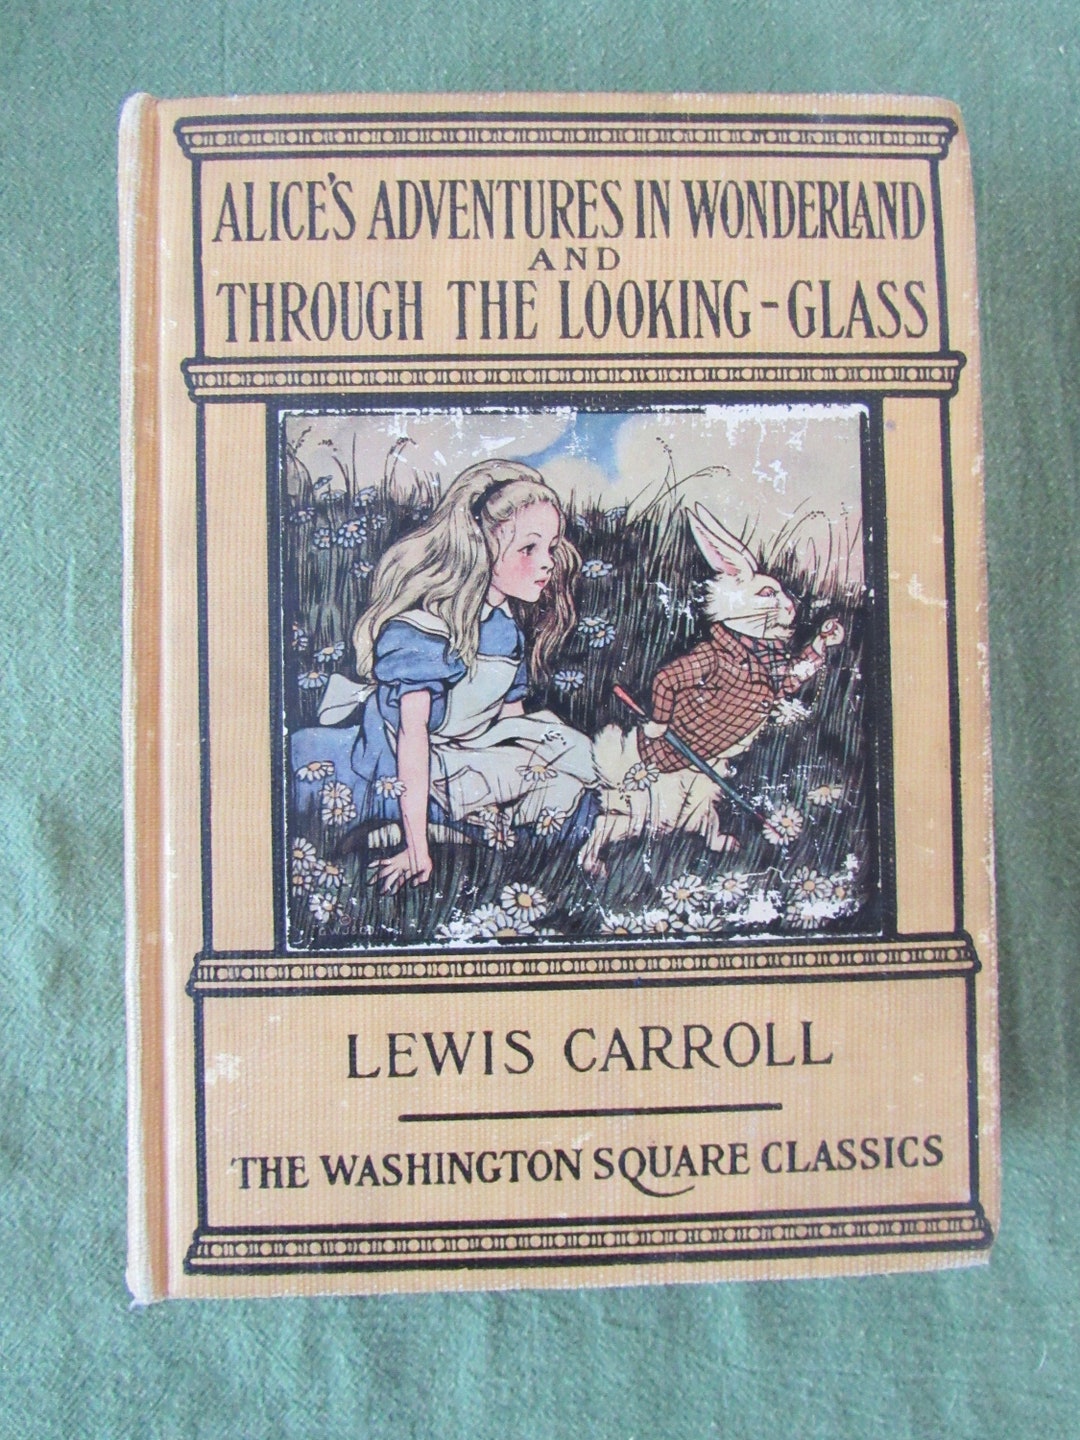 ALICE'S ADVENTURES IN WONDERLAND
AND
THROUGH THE LOOKING-GLASS
LEWIS CARROLL
THE WASHINGTON SQUARE CLASSICS